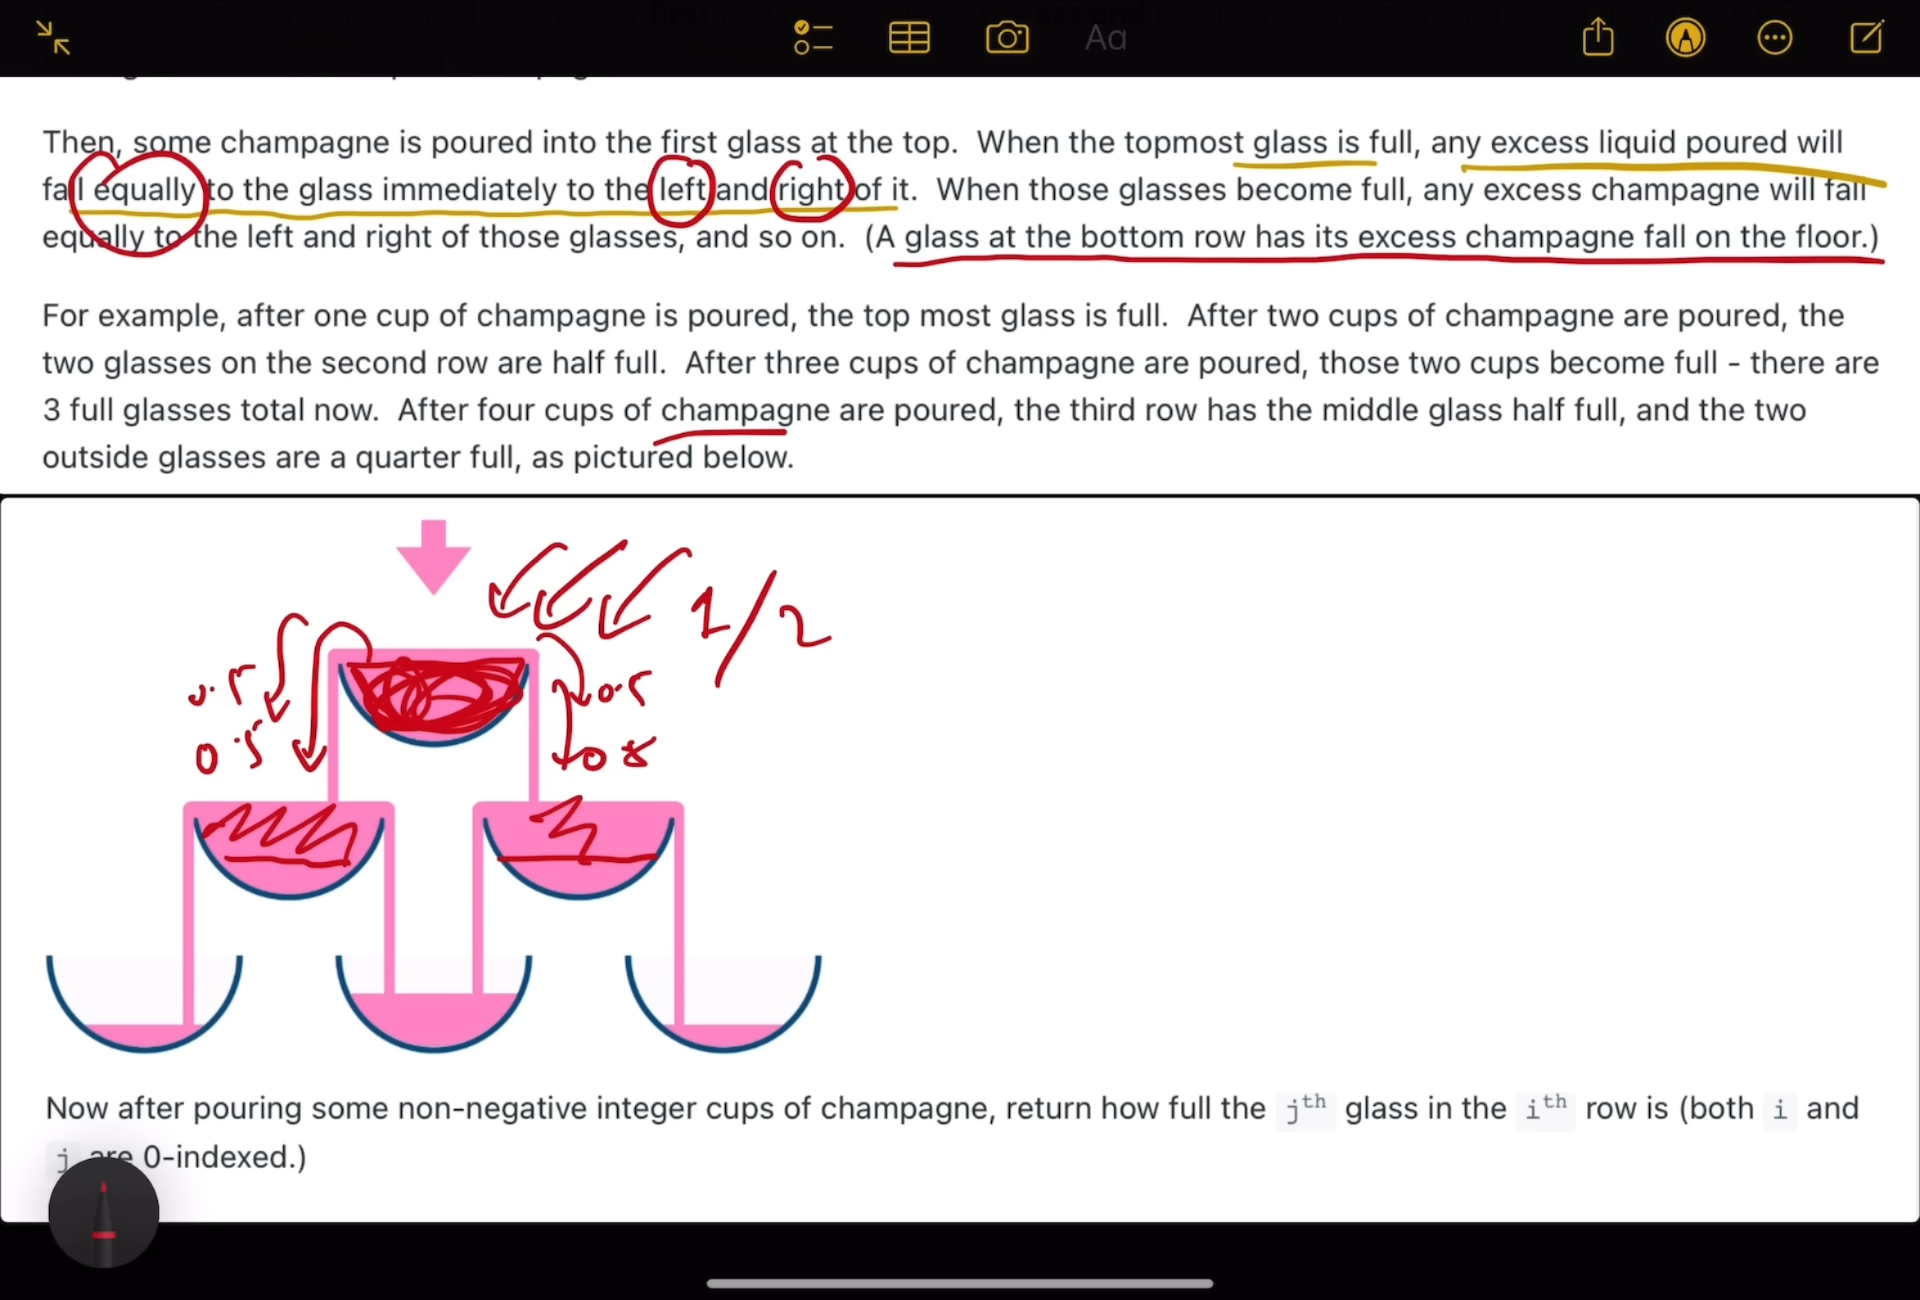 Aa
Then, some champagne is poured into the first glass at the top. When the topmost glass is full, any excess liquid poured will
fall equally to the glass immediately to the left and right of it. When those glasses become full, any excess champagne will fall
equally to the left and right of those glasses, and so on. (A glass at the bottom row has its excess champagne fall on the floor.)
For example, after one cup of champagne is poured, the top most glass is full. After two cups of champagne are poured, the
two glasses on the second row are half full. After three cups of champagne are poured, those two cups become full - there are
3 full glasses total now. After four cups of champagne are poured, the third row has the middle glass half full, and the two
outside glasses are a quarter full, as pictured below.
1/2
0.5 0.5
0.5 0.5
Now after pouring some non-negative integer cups of champagne, return how full the jth glass in the ith row is (both i and
j are 0-indexed.)